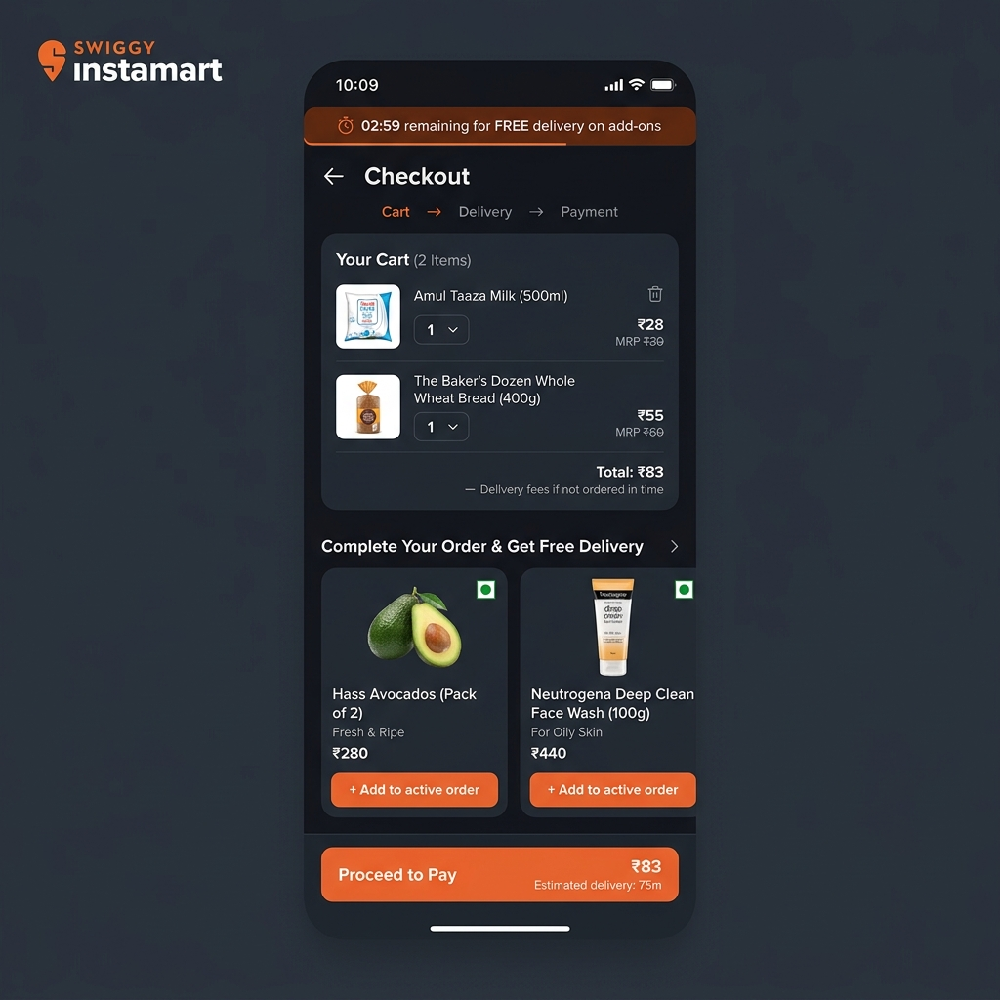 SWIGGY
instamart
10:09
02:59 remaining for FREE delivery on add-ons
Checkout
Cart → Delivery → Payment
Your Cart (2 Items)
Amul Taaza Milk (500ml)
1
₹28
MRP ₹30
The Baker's Dozen Whole
Wheat Bread (400g)
1
₹55
MRP ₹60
Total: ₹83
— Delivery fees if not ordered in time
Complete Your Order & Get Free Delivery
Hass Avocados (Pack
of 2)
Fresh & Ripe
₹280
+ Add to active order
Neutrogena Deep Clean
Face Wash (100g)
For Oily Skin
₹440
+ Add to active order
Proceed to Pay
₹83
Estimated delivery: 75m